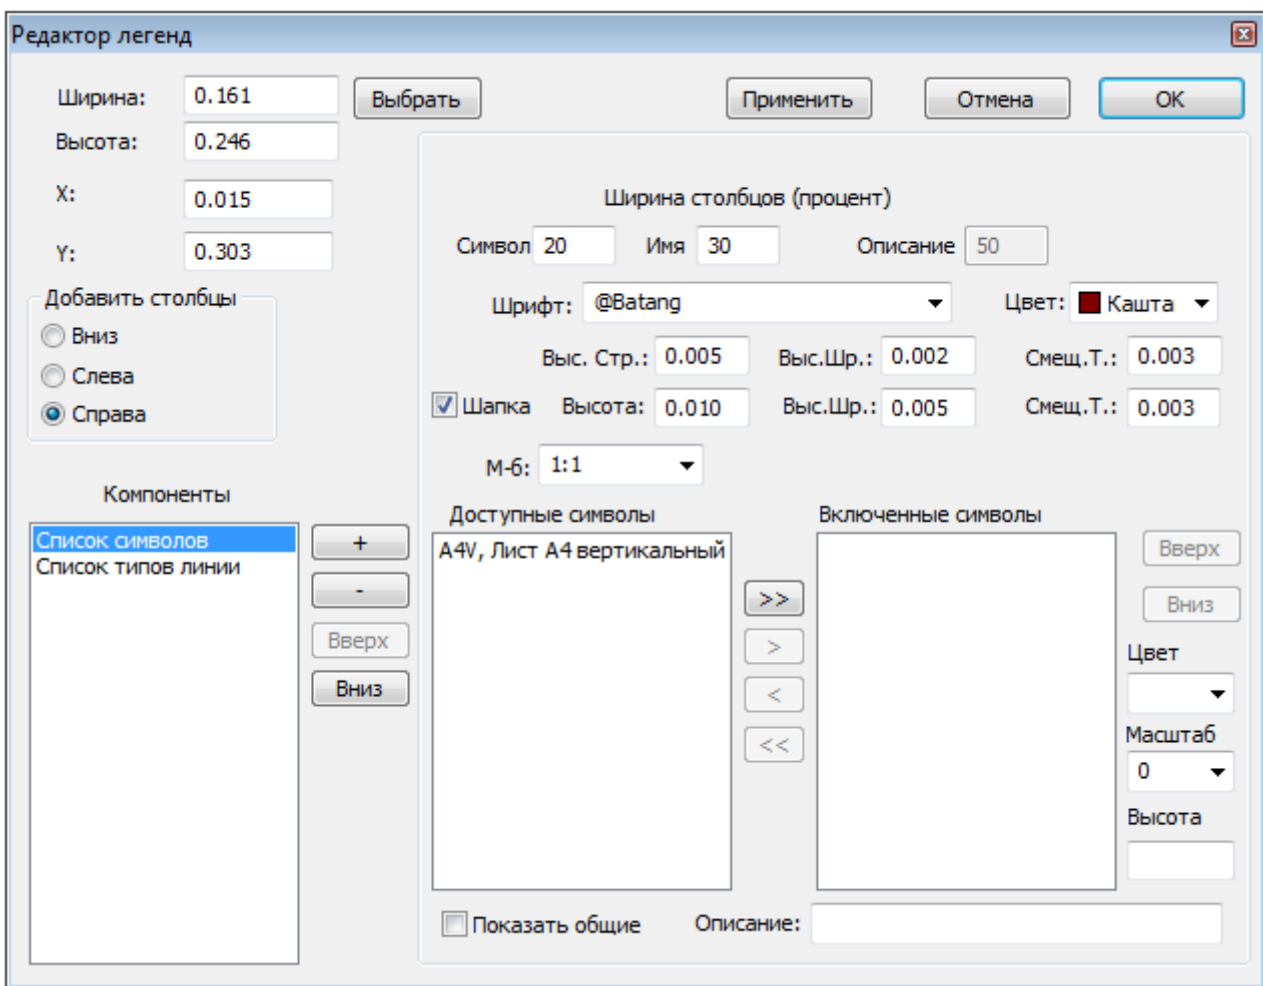 Редактор легенд
Ширина: 0.161 Выбрать Применить Отмена OK
Высота: 0.246
X: 0.015
Y: 0.303
Добавить столбцы
Вниз
Слева
Справа
Ширина столбцов (процент)
Символ 20 Имя 30 Описание 50
Шрифт: @Batang Цвет: Кашта
Выс. Стр.: 0.005 Выс.Шр.: 0.002 Смещ.Т.: 0.003
Шапка Высота: 0.010 Выс.Шр.: 0.005 Смещ.Т.: 0.003
М-б: 1:1
Компоненты
Список символов
Список типов линии
+
-
Вверх
Вниз
Доступные символы
A4V, Лист А4 вертикальный
>>
>
<
<<
Включенные символы
Вверх
Вниз
Цвет
Масштаб
0
Высота
Показать общие Описание: